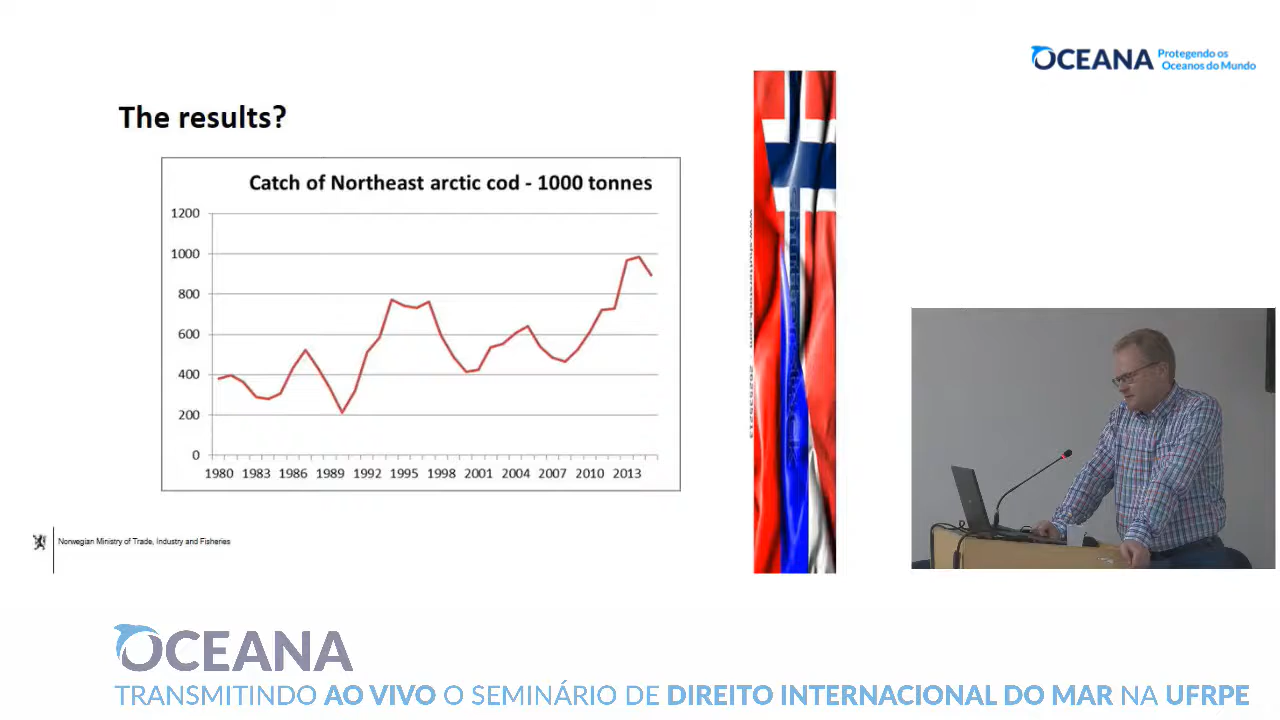 OCEANA
Protegendo os
Oceanos do Mundo
The results?
Catch of Northeast arctic cod - 1000 tonnes
1200
1000
800
600
400
200
0
1980 1983 1986 1989 1992 1995 1998 2001 2004 2007 2010 2013
Norwegian Ministry of Trade, Industry and Fisheries
OCEANA
TRANSMITINDO AO VIVO O SEMINÁRIO DE DIREITO INTERNACIONAL DO MAR NA UFRPE